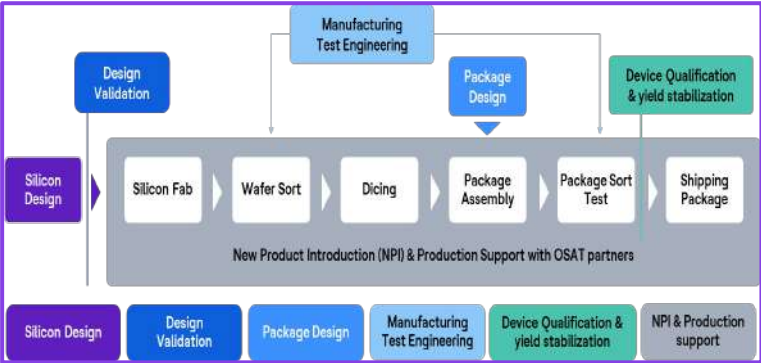 Manufacturing
Test Engineering
Design
Validation
Package
Design
Device Qualification
& yield stabilization
Silicon
Design
Silicon Fab
Wafer Sort
Dicing
Package
Assembly
Package Sort
Test
Shipping
Package
New Product Introduction (NPI) & Production Support with OSAT partners
Silicon Design
Design
Validation
Package Design
Manufacturing
Test Engineering
Device Qualification &
yield stabilization
NPI & Production
support